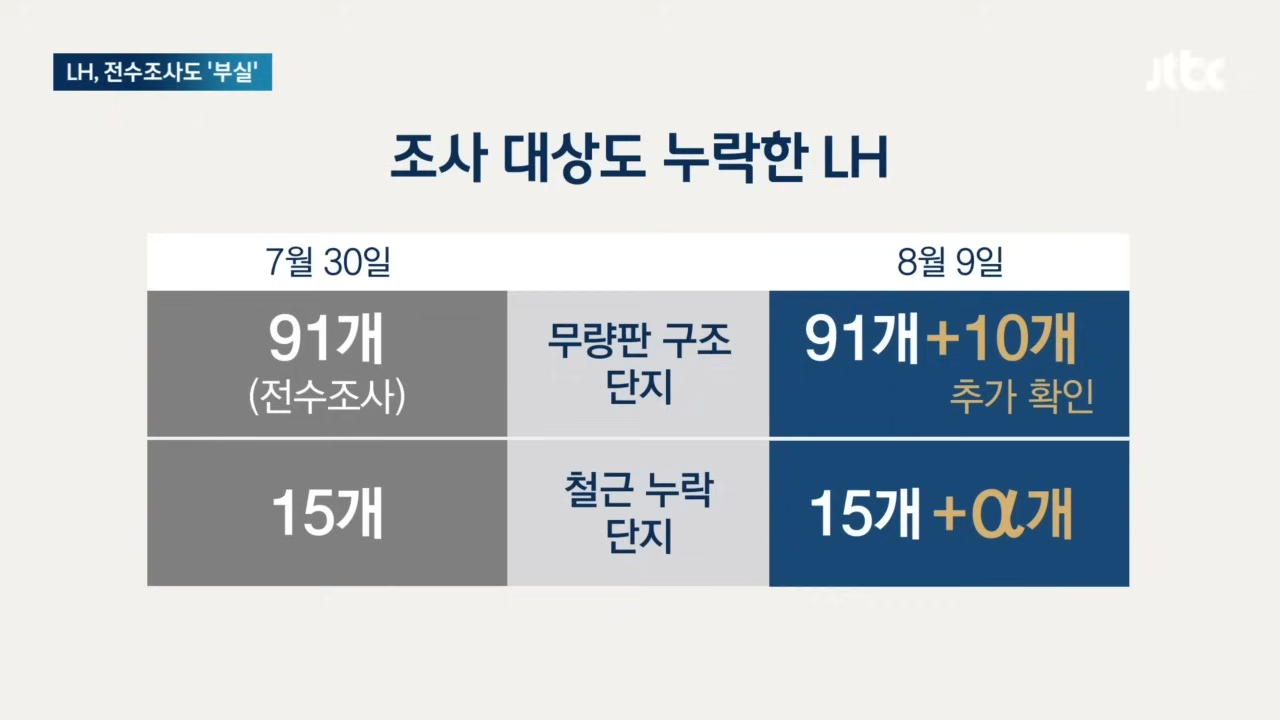 LH, 전수조사도 '부실'
jtbc
조사 대상도 누락한 LH
7월 30일
8월 9일
91개
(전수조사)
무량판 구조
단지
91개+10개
추가 확인
15개
철근 누락
단지
15개+α개